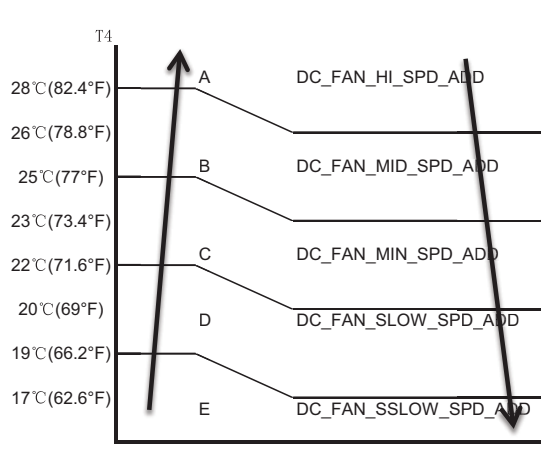 T4
A DC_FAN_HI_SPD_ADD
28℃(82.4°F)
26℃(78.8°F)
B DC_FAN_MID_SPD_ADD
25℃(77°F)
23℃(73.4°F)
C DC_FAN_MIN_SPD_ADD
22℃(71.6°F)
20℃(69°F)
D DC_FAN_SLOW_SPD_ADD
19℃(66.2°F)
17℃(62.6°F)
E DC_FAN_SSLOW_SPD_ADD